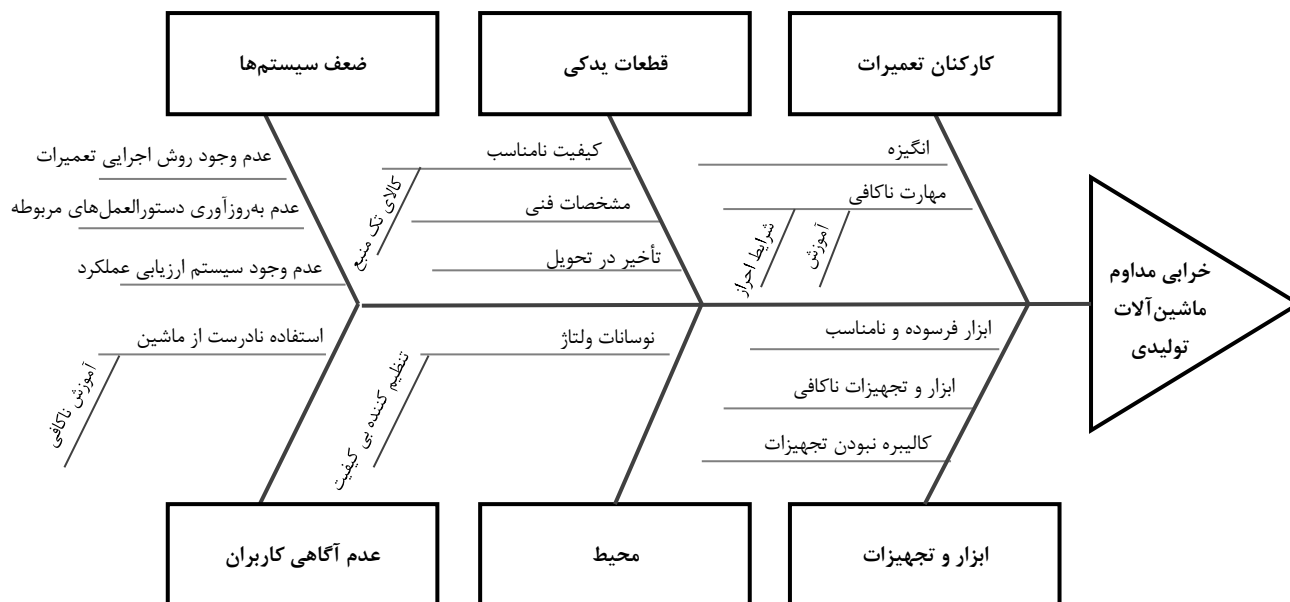 کارکنان تعمیرات
قطعات یدکی
ضعف سیستم‌ها
انگیزه
مهارت ناکافی
آموزش
شرایط احراز
کیفیت نامناسب
کالای تک منبع
مشخصات فنی
تأخیر در تحویل
عدم وجود روش اجرایی تعمیرات
عدم به‌روزآوری دستورالعمل‌های مربوطه
عدم وجود سیستم ارزیابی عملکرد
خرابی مداوم
ماشین‌آلات
تولیدی
ابزار فرسوده و نامناسب
ابزار و تجهیزات ناکافی
کالیبره نبودن تجهیزات
نوسانات ولتاژ
تنظیم کننده بی کیفیت
استفاده نادرست از ماشین
آموزش ناکافی
ابزار و تجهیزات
محیط
عدم آگاهی کاربران